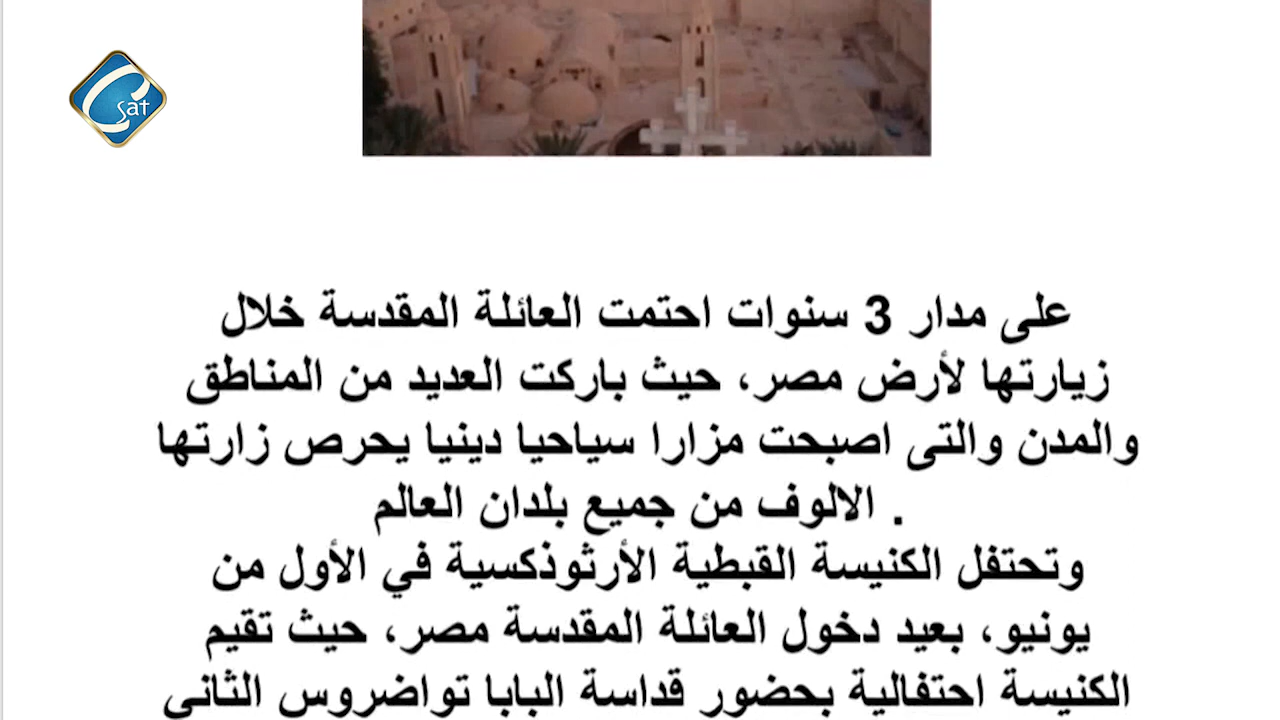 C sat
على مدار 3 سنوات احتمت العائلة المقدسة خلال
زيارتها لأرض مصر، حيث باركت العديد من المناطق
والمدن والتى اصبحت مزارا سياحيا دينيا يحرص زارتها
. الالوف من جميع بلدان العالم
وتحتفل الكنيسة القبطية الأرثوذكسية في الأول من
يونيو، بعيد دخول العائلة المقدسة مصر، حيث تقيم
الكنيسة احتفالية بحضور قداسة البابا تواضروس الثانى